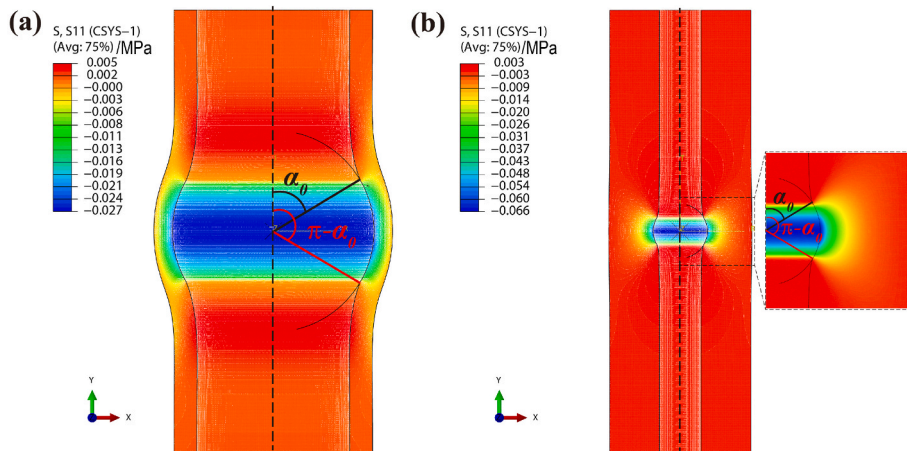 (a)
S, S11 (CSYS−1)
(Avg: 75%) /MPa
0.005
0.002
−0.000
−0.003
−0.006
−0.008
−0.011
−0.013
−0.016
−0.019
−0.021
−0.024
−0.027
α₀
π-α₀
Y
X
(b)
S, S11 (CSYS−1)
(Avg: 75%) /MPa
0.003
−0.003
−0.009
−0.014
−0.020
−0.026
−0.031
−0.037
−0.043
−0.048
−0.054
−0.060
−0.066
α₀
π-α₀
Y
X